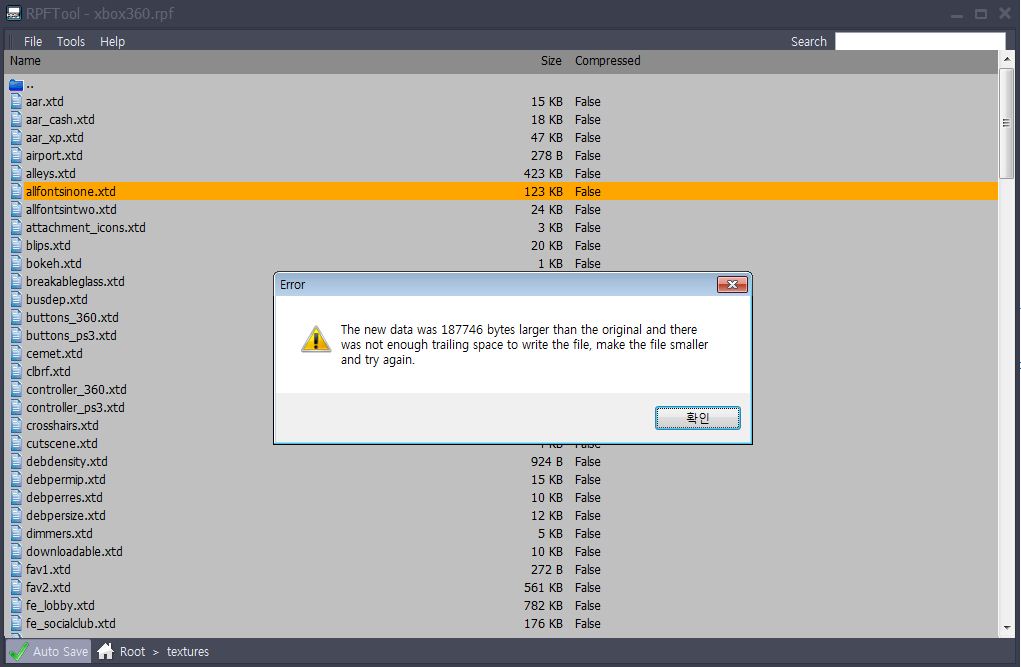 RPFTool - xbox360.rpf
File Tools Help Search
Name Size Compressed
..
aar.xtd 15 KB False
aar_cash.xtd 18 KB False
aar_xp.xtd 47 KB False
airport.xtd 278 B False
alleys.xtd 423 KB False
allfontsinone.xtd 123 KB False
allfontsintwo.xtd 24 KB False
attachment_icons.xtd 3 KB False
blips.xtd 20 KB False
bokeh.xtd 1 KB False
breakableglass.xtd
busdep.xtd
buttons_360.xtd
buttons_ps3.xtd
cemet.xtd
clbrf.xtd
controller_360.xtd
controller_ps3.xtd
crosshairs.xtd
cutscene.xtd
debdensity.xtd 924 B False
debpermip.xtd 15 KB False
debperres.xtd 10 KB False
debpersize.xtd 12 KB False
dimmers.xtd 5 KB False
downloadable.xtd 10 KB False
fav1.xtd 272 B False
fav2.xtd 561 KB False
fe_lobby.xtd 782 KB False
fe_socialclub.xtd 176 KB False
Error
The new data was 187746 bytes larger than the original and there
was not enough trailing space to write the file, make the file smaller
and try again.
확인
Auto Save Root > textures